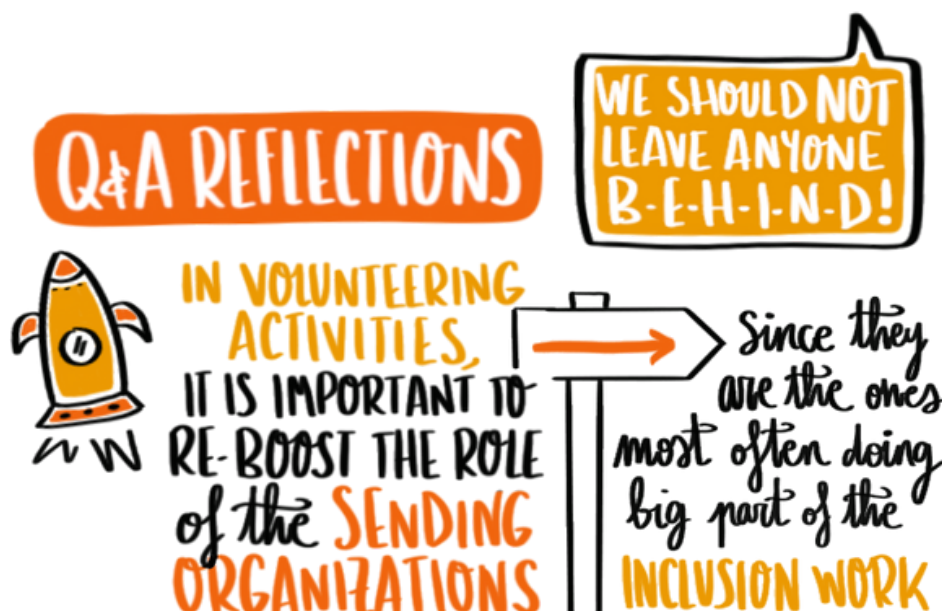 Q&A REFLECTIONS
WE SHOULD NOT
LEAVE ANYONE
B-E-H-I-N-D!
IN VOLUNTEERING
ACTIVITIES,
IT IS IMPORTANT TO
RE-BOOST THE ROLE
of the SENDING
ORGANIZATIONS
Since they
are the ones
most often doing
big part of the
INCLUSION WORK